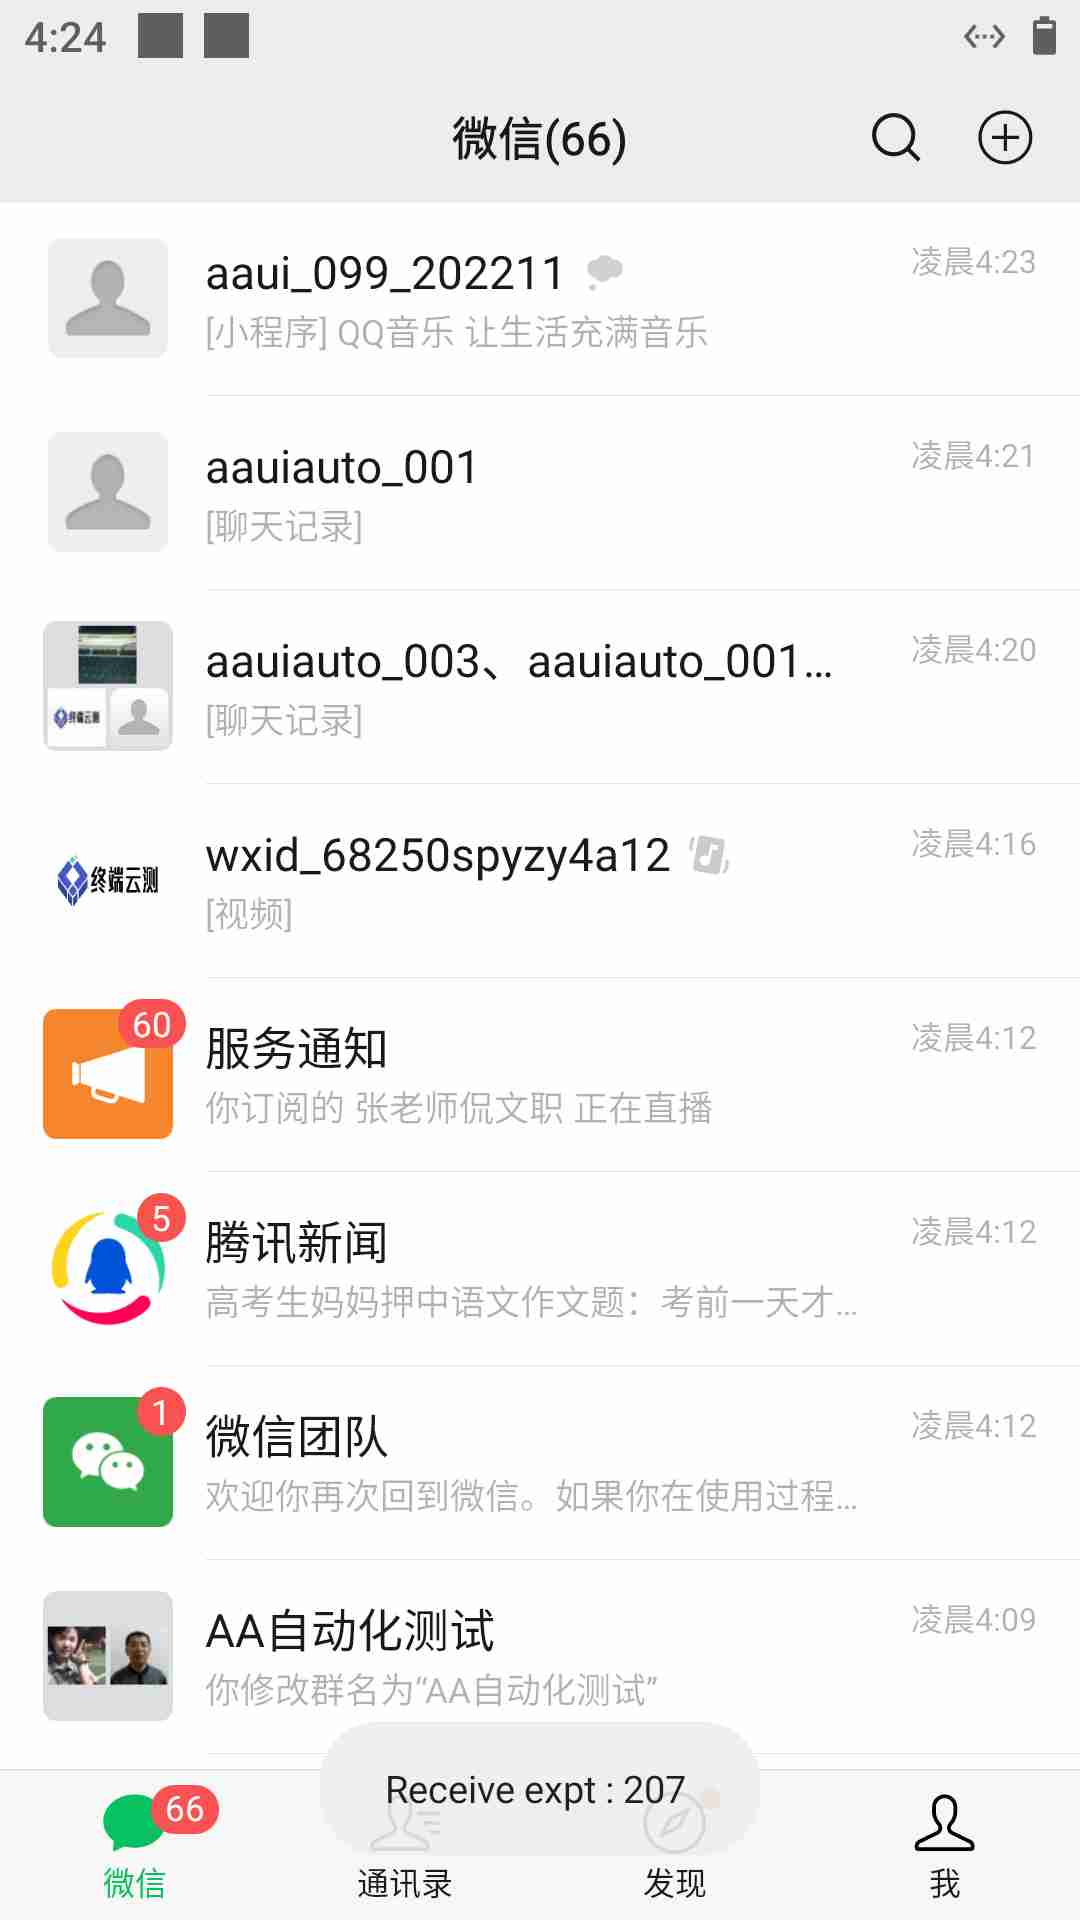 4:24
微信(66)
aaui_099_202211
凌晨4:23
[小程序] QQ音乐 让生活充满音乐
aauiauto_001
凌晨4:21
[聊天记录]
aauiauto_003、aauiauto_001...
凌晨4:20
[聊天记录]
终端云测
wxid_68250spyzy4a12
凌晨4:16
终端云测
[视频]
60
服务通知
凌晨4:12
你订阅的 张老师侃文职 正在直播
5
腾讯新闻
凌晨4:12
高考生妈妈押中语文作文题：考前一天才...
1
微信团队
凌晨4:12
欢迎你再次回到微信。如果你在使用过程...
AA自动化测试
凌晨4:09
你修改群名为“AA自动化测试”
Receive expt : 207
66
微信
通讯录
发现
我